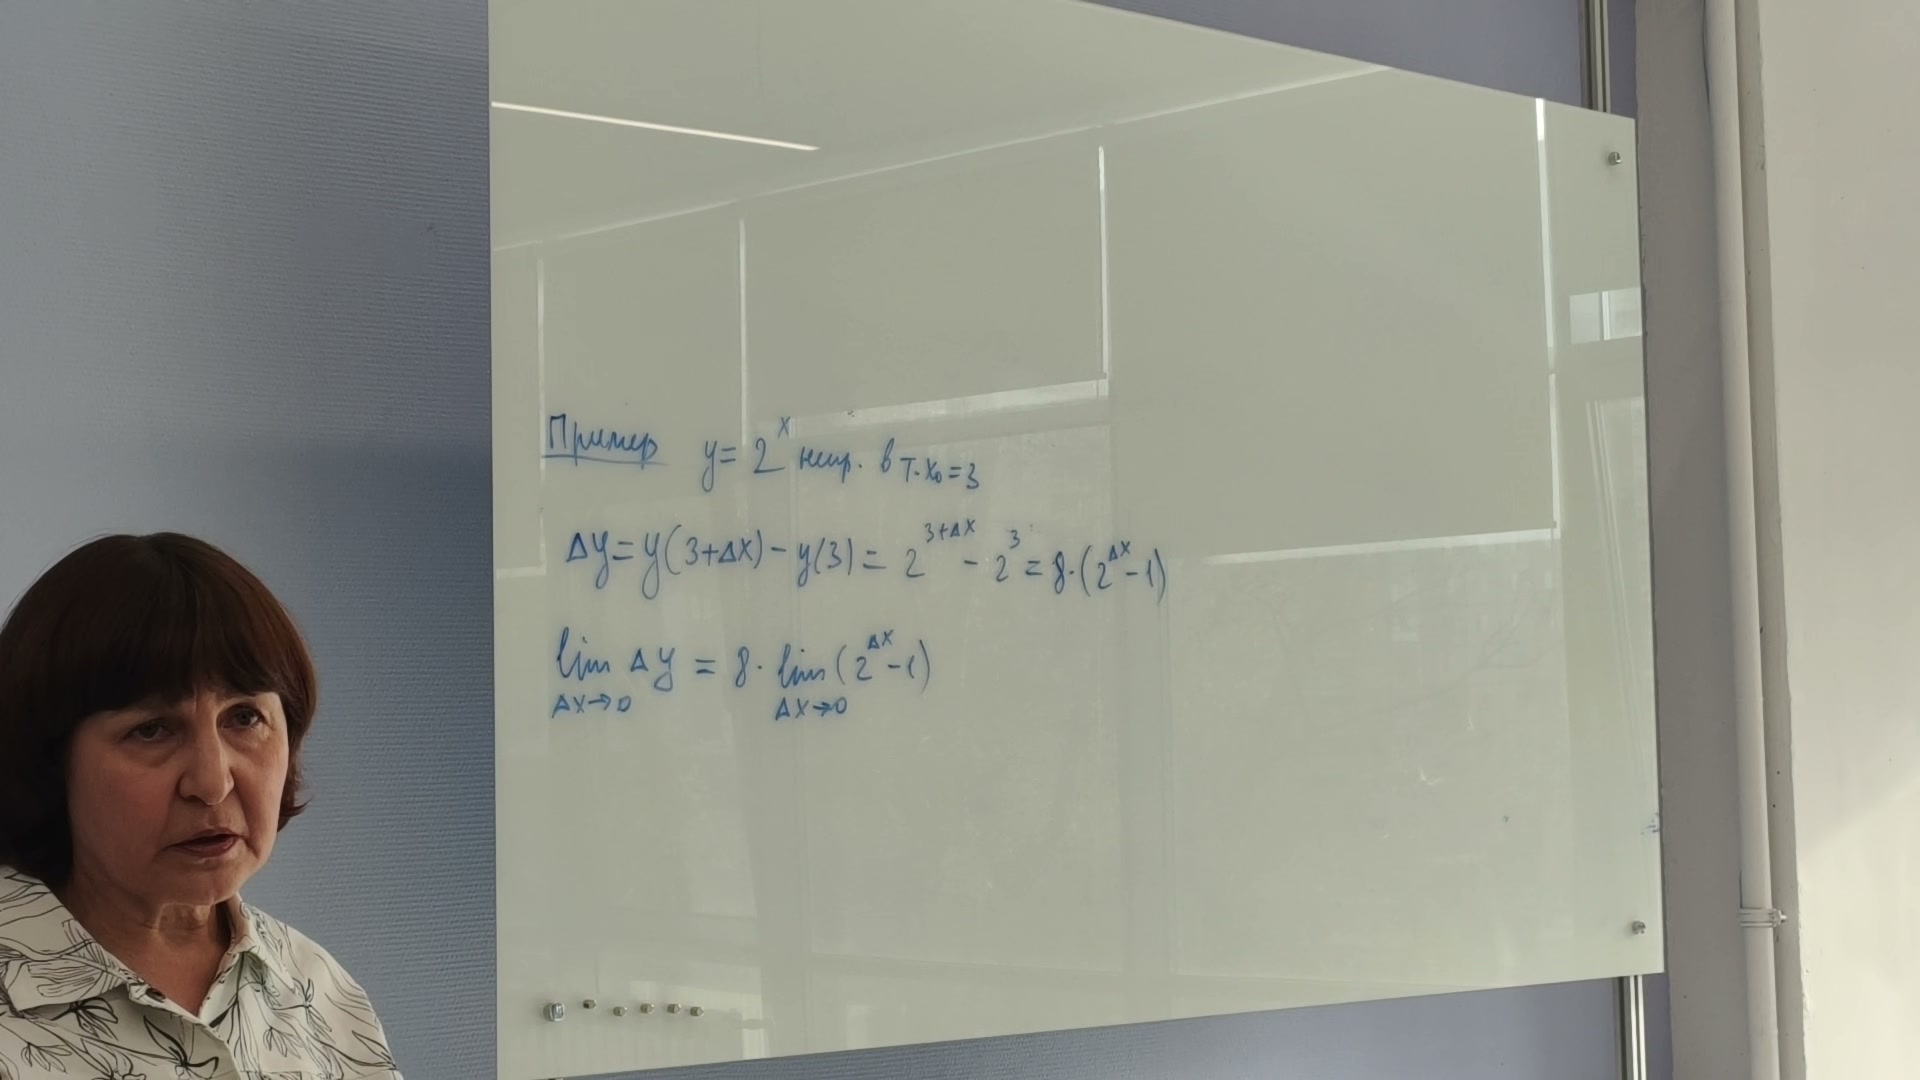 Пример y = 2^x непр. в т. x₀ = 3
Δy = y(3+Δx) - y(3) = 2^{3+Δx} - 2^3 = 8·(2^{Δx} - 1)
lim Δy = 8· lim (2^{Δx} - 1)
Δx→0 Δx→0